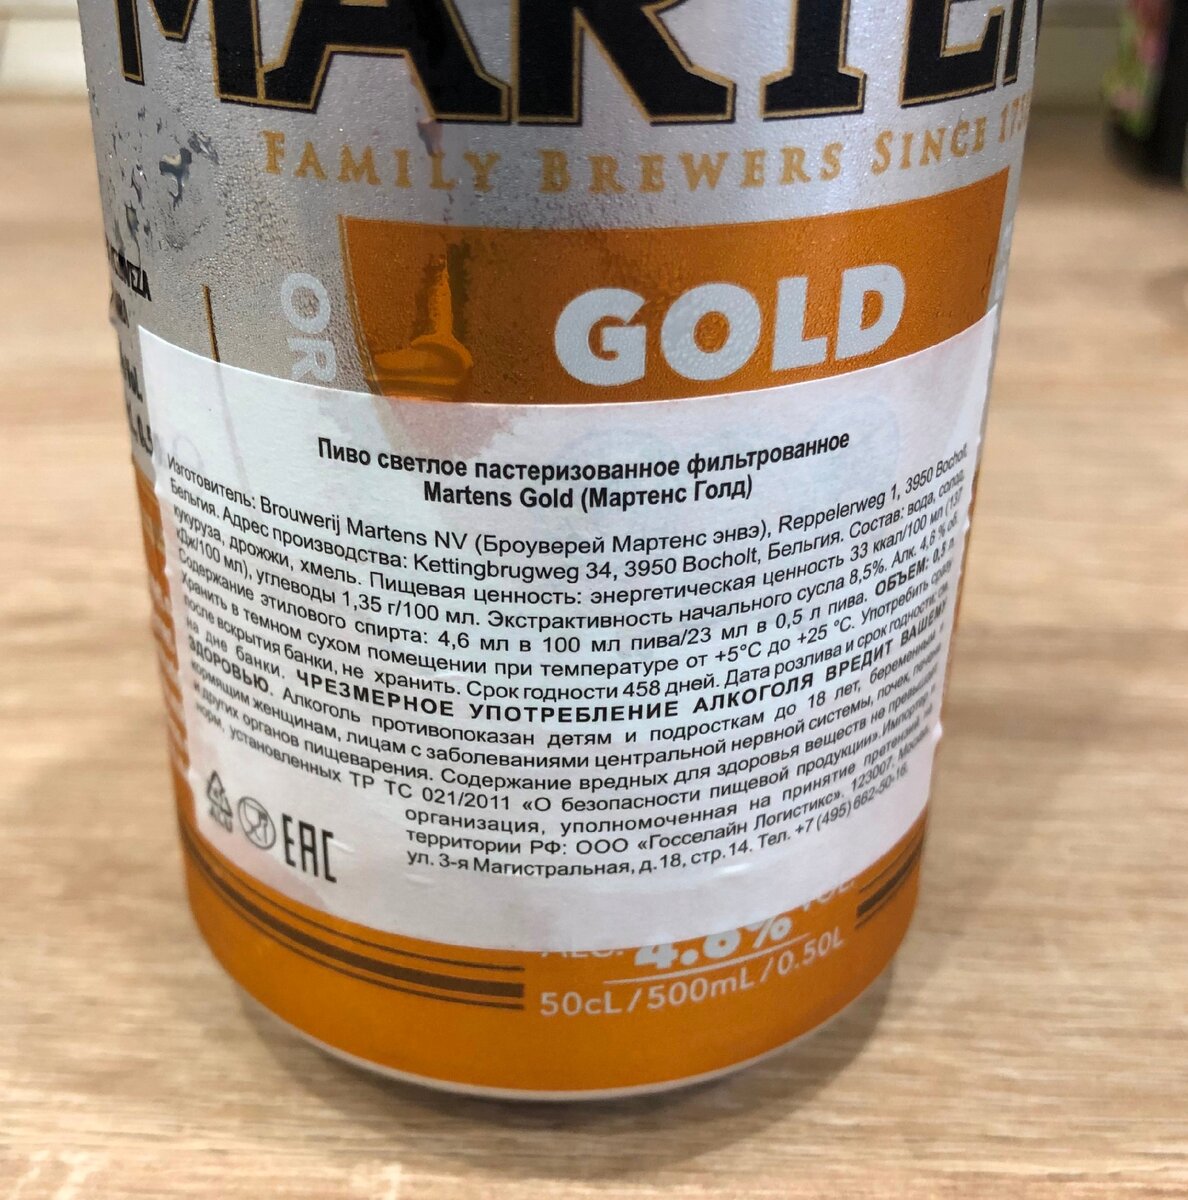 MARTEN
FAMILY BREWERS SINCE 17
OR
GOLD
Пиво светлое пастеризованное фильтрованное
Martens Gold (Мартенс Голд)
Изготовитель: Brouwerij Martens NV (Броуверей Мартенс энвэ), Reppelerweg 1, 3950 Bocholt,
Бельгия. Адрес производства: Kettingbrugweg 34, 3950 Bocholt, Бельгия. Состав: вода, солод,
кукуруза, дрожжи, хмель. Пищевая ценность: энергетическая ценность 33 ккал/100 мл (137
кДж/100 мл), углеводы 1,35 г/100 мл. Экстрактивность начального сусла 8,5%. Алк. 4,6 % об.
Содержание этилового спирта: 4,6 мл в 100 мл пива/23 мл в 0,5 л пива. ОБЪЕМ: 0,5 л.
Хранить в темном сухом помещении при температуре от +5°C до +25 °C. Употребить сразу
после вскрытия банки, не хранить. Срок годности 458 дней. Дата розлива и срок годности: см.
на дне банки. ЧРЕЗМЕРНОЕ УПОТРЕБЛЕНИЕ АЛКОГОЛЯ ВРЕДИТ ВАШЕМУ
ЗДОРОВЬЮ. Алкоголь противопоказан детям и подросткам до 18 лет, беременным и
кормящим женщинам, лицам с заболеваниями центральной нервной системы, почек, печени
и других органов пищеварения. Содержание вредных для здоровья веществ не превышает
норм, установленных ТР ТС 021/2011 «О безопасности пищевой продукции». Импортер и
организация, уполномоченная на принятие претензий на
территории РФ: ООО «Госселайн Логистикс». 123007, Москва,
ул. 3-я Магистральная, д.18, стр.14. Тел. +7 (495) 662-50-16.
EAC
ALC. 4.6% VOL
50cL/500mL/0.50L